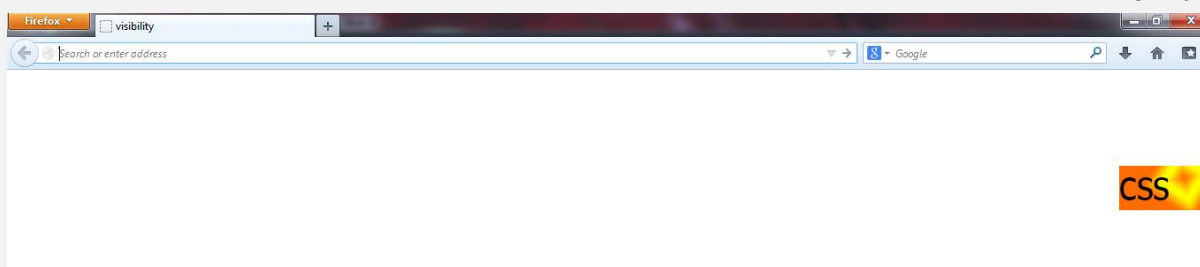 Firefox
visibility
Search or enter address
Google
CSS